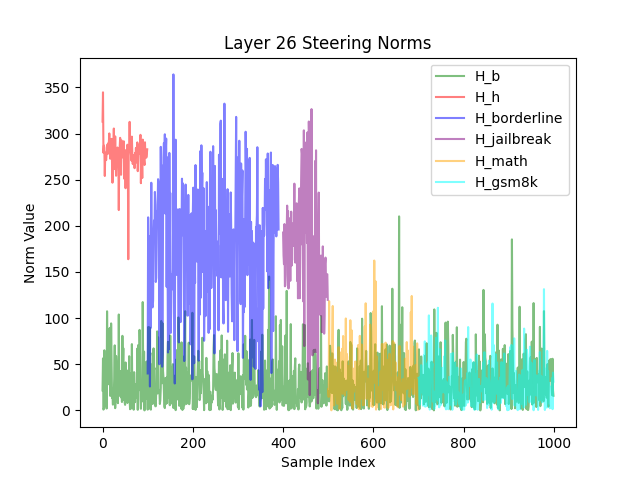 Layer 26 Steering Norms
H_b
H_h
H_borderline
H_jailbreak
H_math
H_gsm8k
Norm Value
350
300
250
200
150
100
50
0
0 200 400 600 800 1000
Sample Index